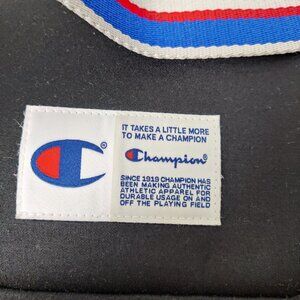 IT TAKES A LITTLE MORE
TO MAKE A CHAMPION
®
Champion®
SINCE 1919 CHAMPION HAS
BEEN MAKING AUTHENTIC
ATHLETIC APPAREL FOR
DURABLE USAGE ON AND
OFF THE PLAYING FIELD